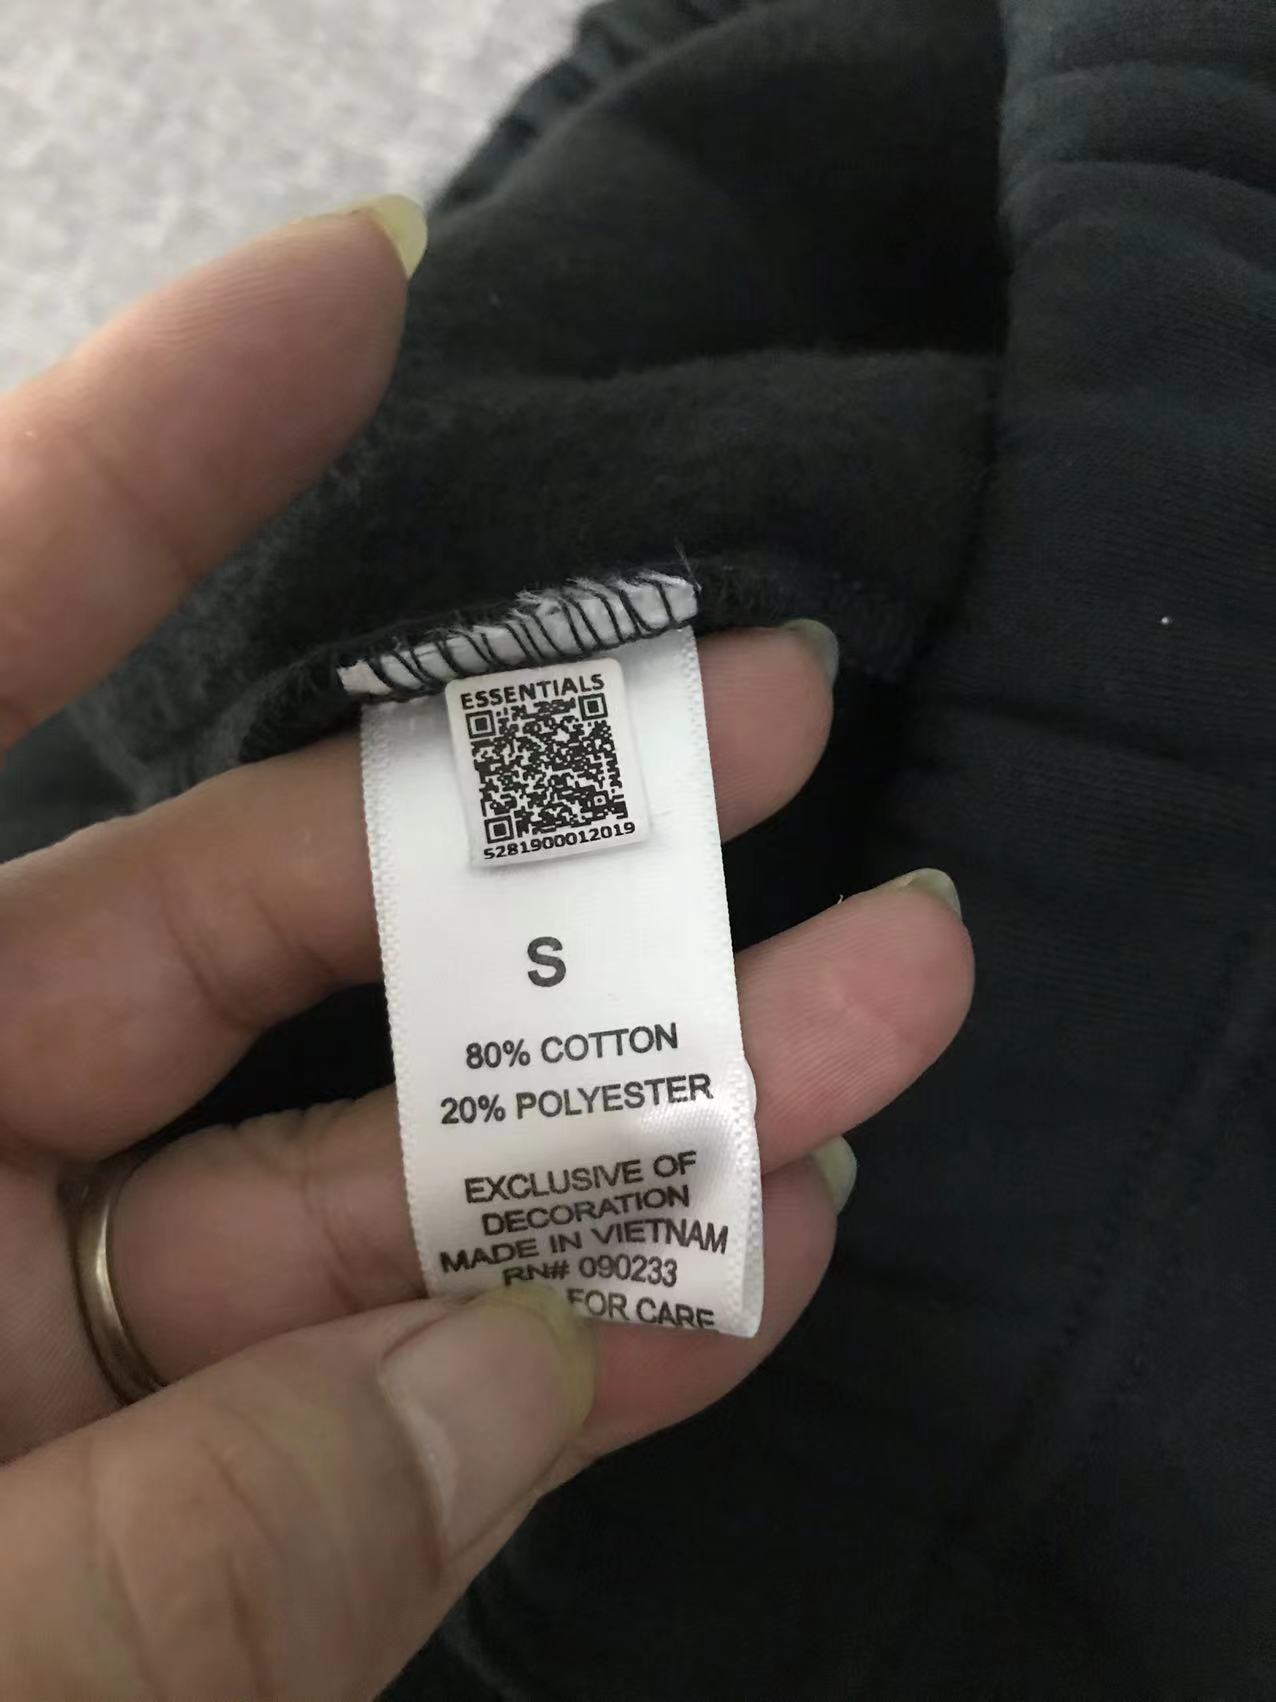 ESSENTIALS
5281900012019
S
80% COTTON
20% POLYESTER
EXCLUSIVE OF
DECORATION
MADE IN VIETNAM
RN# 090233
FOR CARE